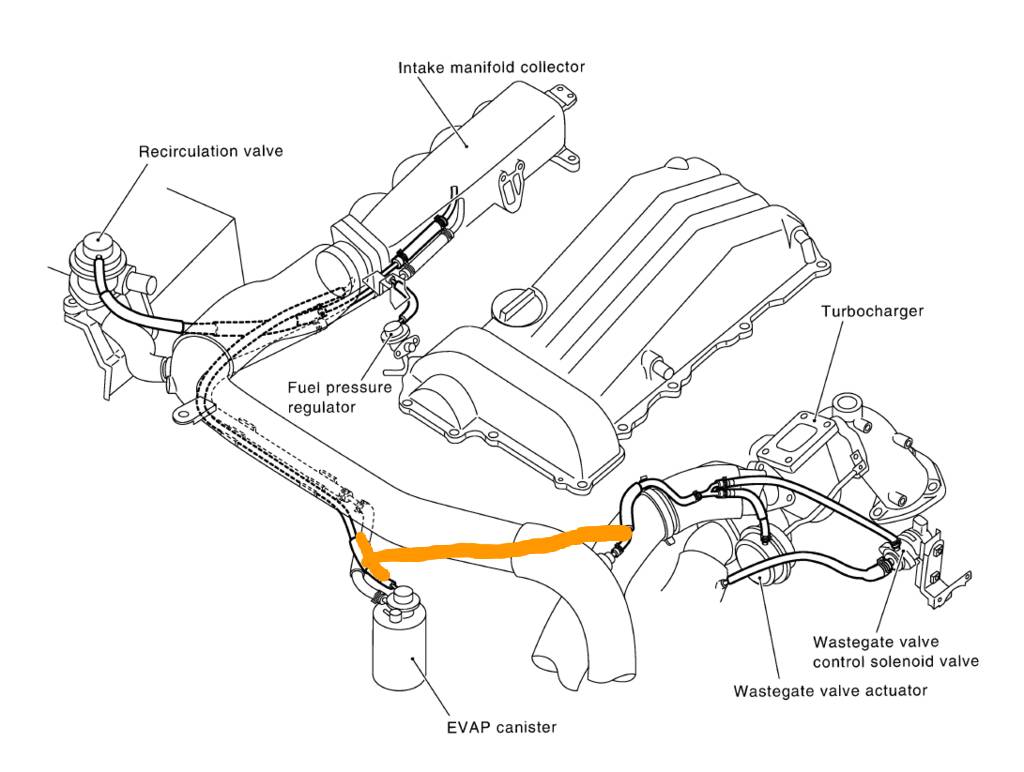 Intake manifold collector
Recirculation valve
Turbocharger
Fuel pressure
regulator
Wastegate valve
control solenoid valve
Wastegate valve actuator
EVAP canister